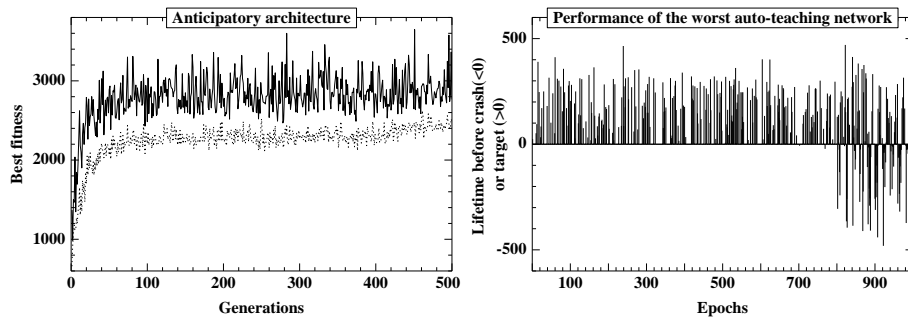 Anticipatory architecture
Best fitness
3000
2000
1000
0
100
200
300
400
500
Generations
Performance of the worst auto-teaching network
Lifetime before crash(<0)
or target (>0)
500
0
-500
100
300
500
700
900
Epochs